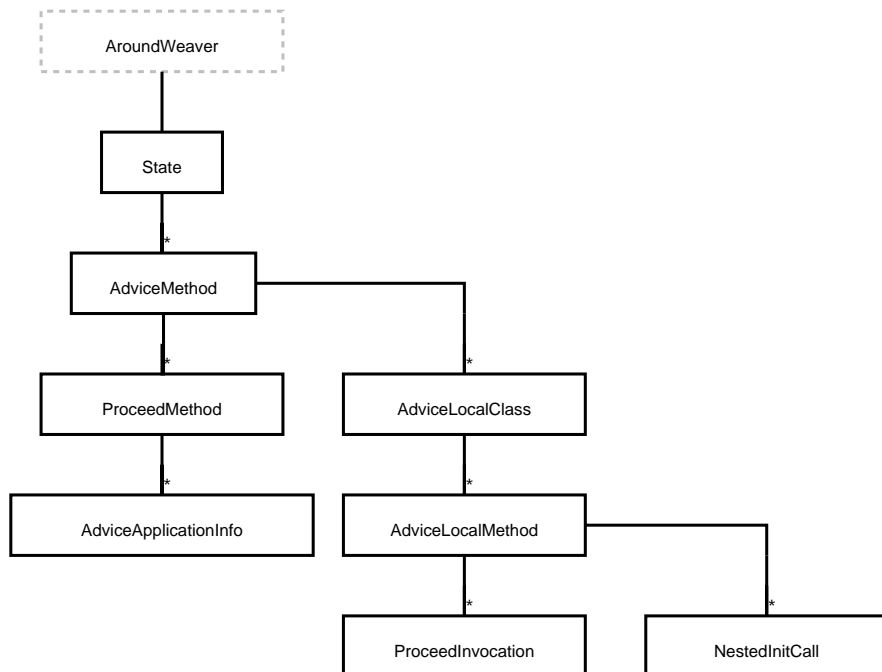 AroundWeaver
State
*
AdviceMethod
*
*
ProceedMethod
AdviceLocalClass
*
*
AdviceApplicationInfo
AdviceLocalMethod
*
*
ProceedInvocation
NestedInitCall